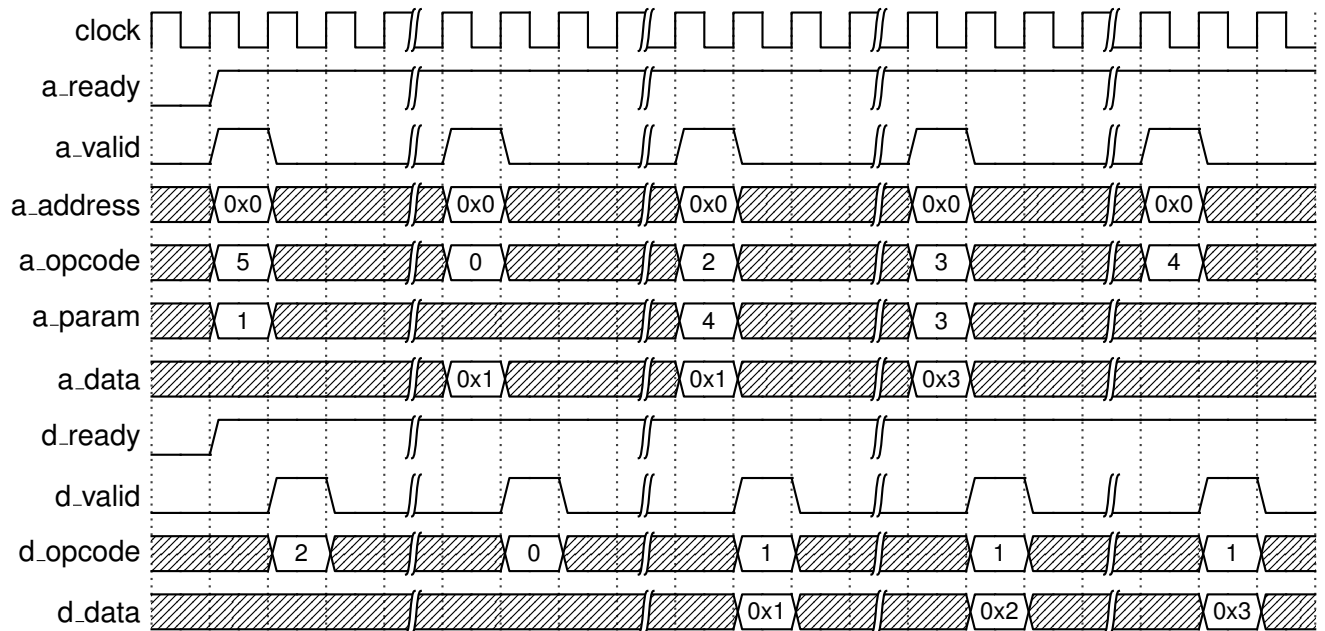 clock
a_ready
a_valid
a_address 0x0 0x0 0x0 0x0 0x0
a_opcode 5 0 2 3 4
a_param 1 4 3
a_data 0x1 0x1 0x3
d_ready
d_valid
d_opcode 2 0 1 1 1
d_data 0x1 0x2 0x3